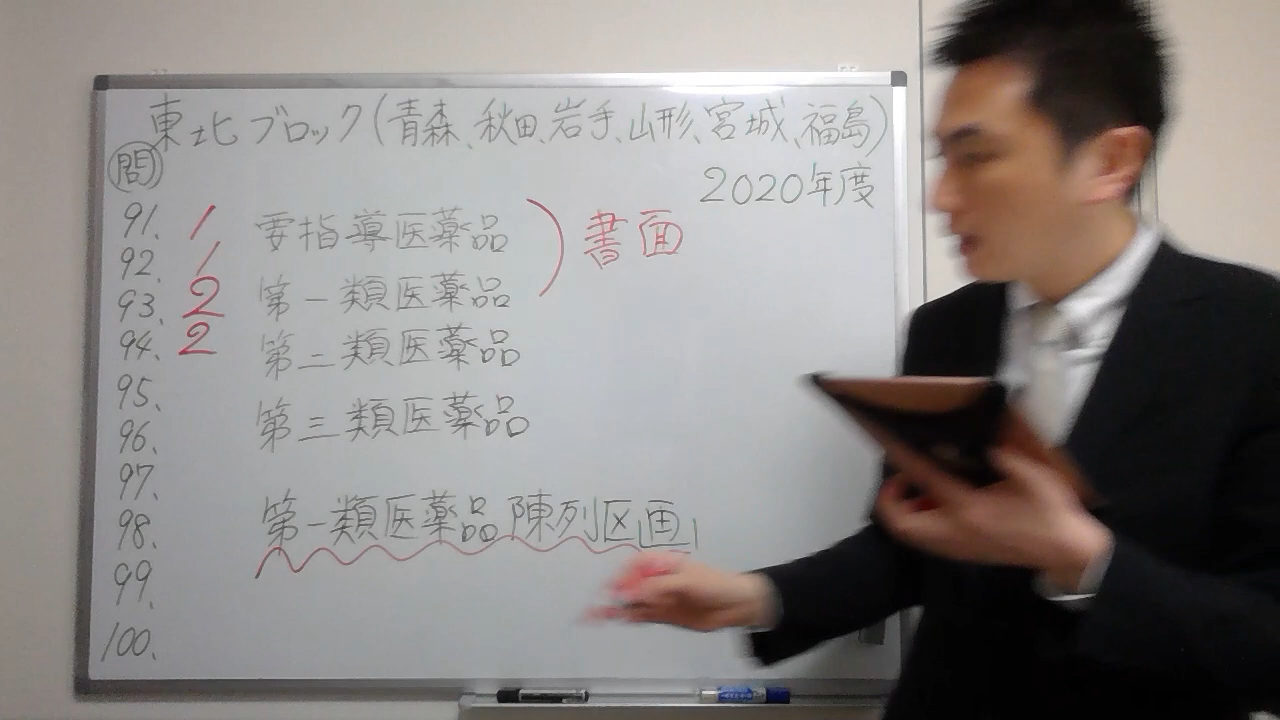 東北ブロック(青森、秋田、岩手、山形、宮城、福島)
問
2020年度
91. 1 要指導医薬品 書面
92. 1
93. 2 第一類医薬品
94. 2 第二類医薬品
95.
96. 第三類医薬品
97.
98. 第一類医薬品陳列区画
99.
100.